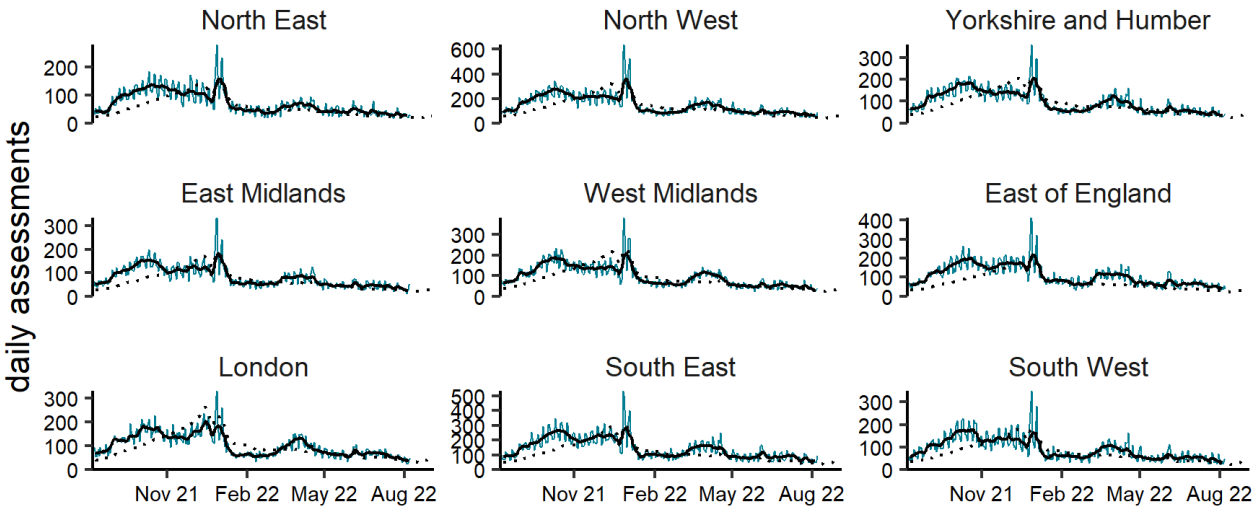 daily assessments
North East
200
100
0
North West
600
400
200
0
Yorkshire and Humber
300
200
100
0
East Midlands
300
200
100
0
West Midlands
300
200
100
0
East of England
400
300
200
100
0
London
300
200
100
0
Nov 21 Feb 22 May 22 Aug 22
South East
500
400
300
200
100
0
Nov 21 Feb 22 May 22 Aug 22
South West
300
200
100
0
Nov 21 Feb 22 May 22 Aug 22